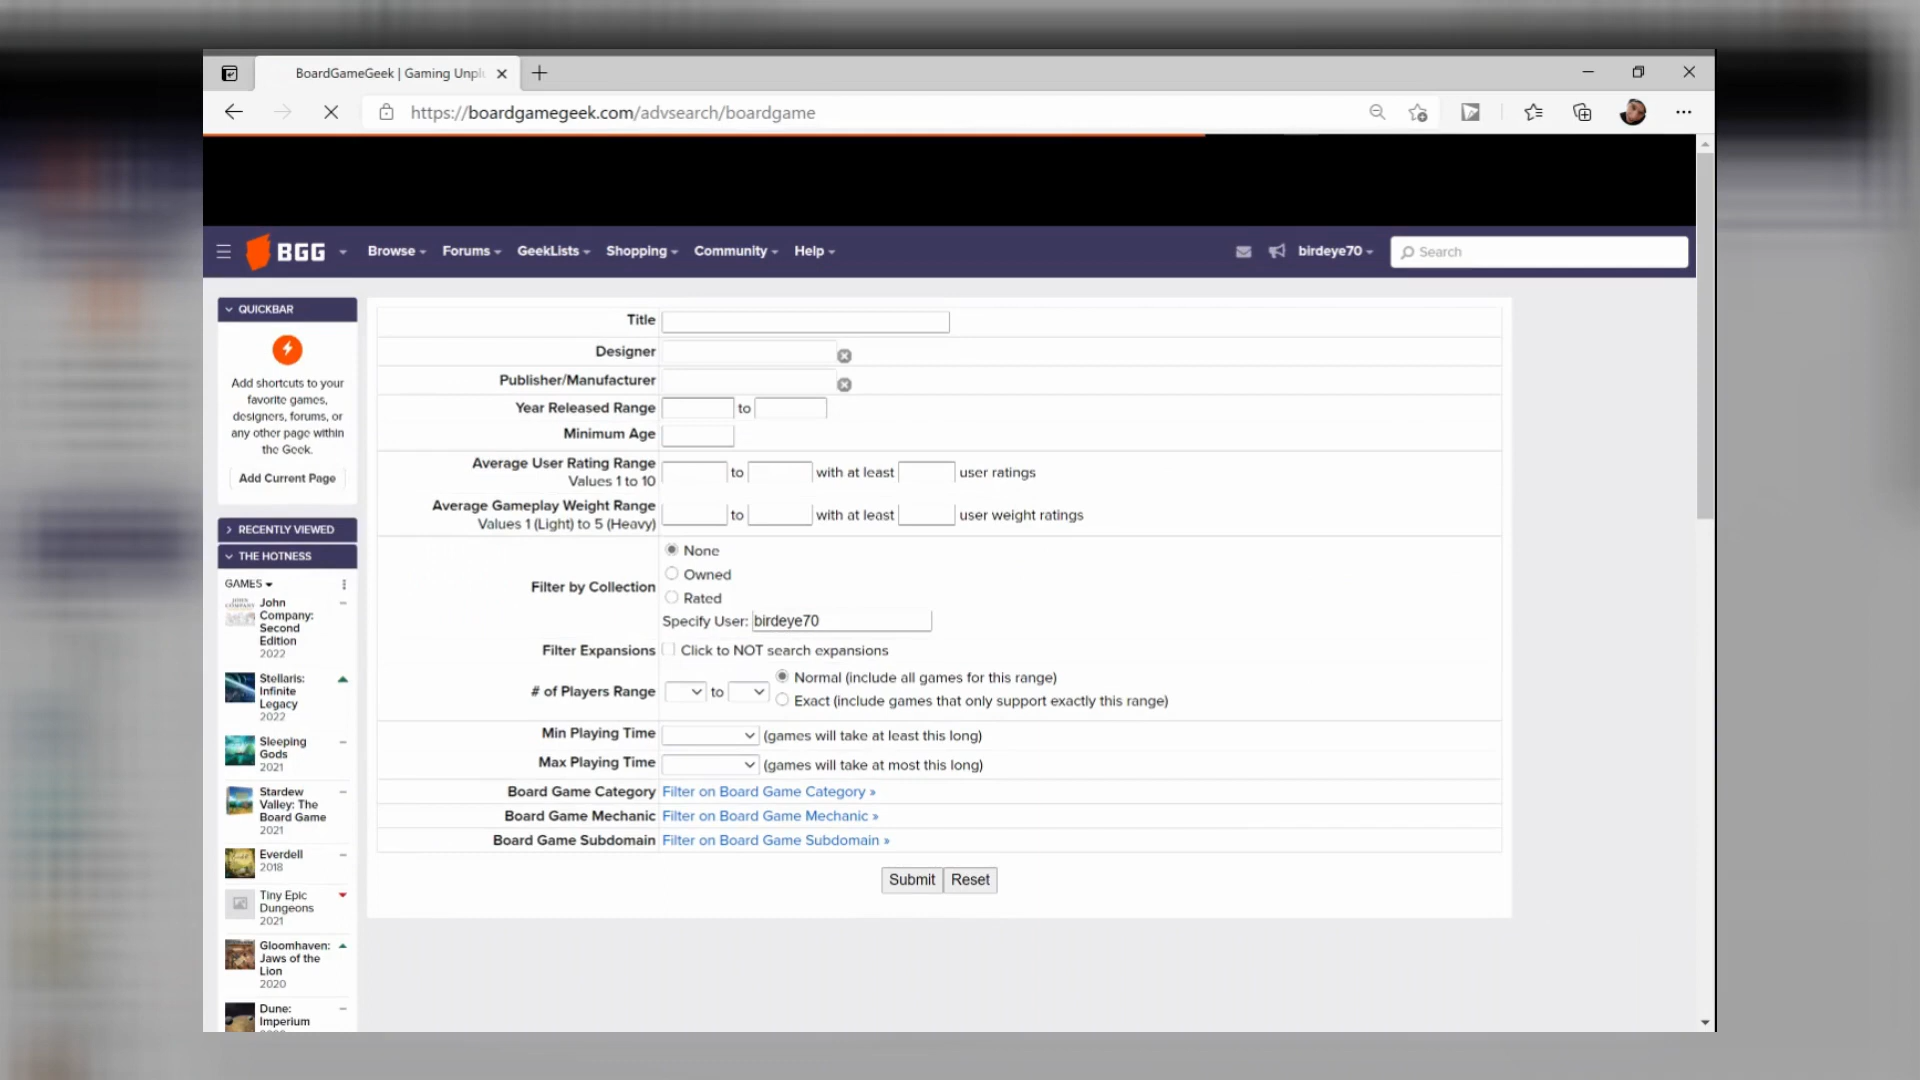 BoardGameGeek | Gaming Unpl
https://boardgamegeek.com/advsearch/boardgame
BGG
Browse
Forums
GeekLists
Shopping
Community
Help
birdeye70
Search
QUICKBAR
Add shortcuts to your
favorite games,
designers, forums, or
any other page within
the Geek.
Add Current Page
RECENTLY VIEWED
THE HOTNESS
GAMES
John
Company:
Second
Edition
2022
Stellaris:
Infinite
Legacy
2022
Sleeping
Gods
2021
Stardew
Valley: The
Board Game
2021
Everdell
2018
Tiny Epic
Dungeons
2021
Gloomhaven:
Jaws of the
Lion
2020
Dune:
Imperium
Title
Designer
Publisher/Manufacturer
Year Released Range to
Minimum Age
Average User Rating Range
Values 1 to 10
to with at least user ratings
Average Gameplay Weight Range
Values 1 (Light) to 5 (Heavy)
to with at least user weight ratings
Filter by Collection
None
Owned
Rated
Specify User: birdeye70
Filter Expansions Click to NOT search expansions
# of Players Range to
Normal (include all games for this range)
Exact (include games that only support exactly this range)
Min Playing Time (games will take at least this long)
Max Playing Time (games will take at most this long)
Board Game Category Filter on Board Game Category »
Board Game Mechanic Filter on Board Game Mechanic »
Board Game Subdomain Filter on Board Game Subdomain »
Submit Reset